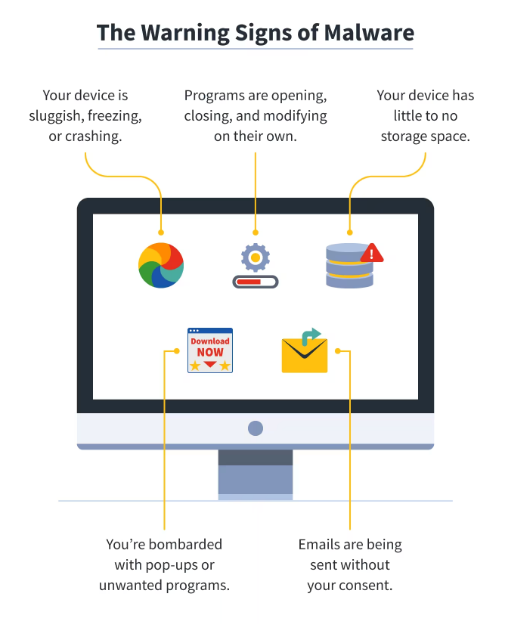 The Warning Signs of Malware
Your device is
sluggish, freezing,
or crashing.
Programs are opening,
closing, and modifying
on their own.
Your device has
little to no
storage space.
!
Download
NOW
You're bombarded
with pop-ups or
unwanted programs.
Emails are being
sent without
your consent.